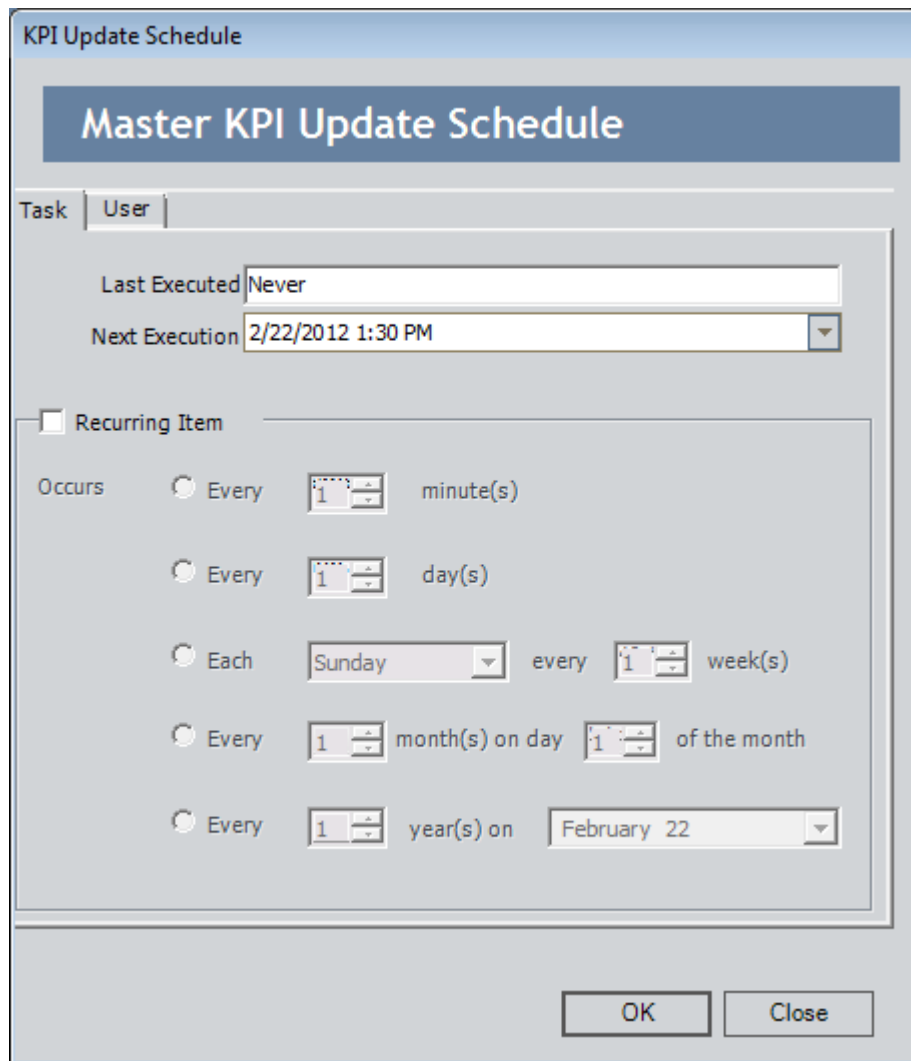 KPI Update Schedule
Master KPI Update Schedule
Task User
Last Executed Never
Next Execution 2/22/2012 1:30 PM
Recurring Item
Occurs Every 1 minute(s)
Every 1 day(s)
Each Sunday every 1 week(s)
Every 1 month(s) on day 1 of the month
Every 1 year(s) on February 22
OK Close